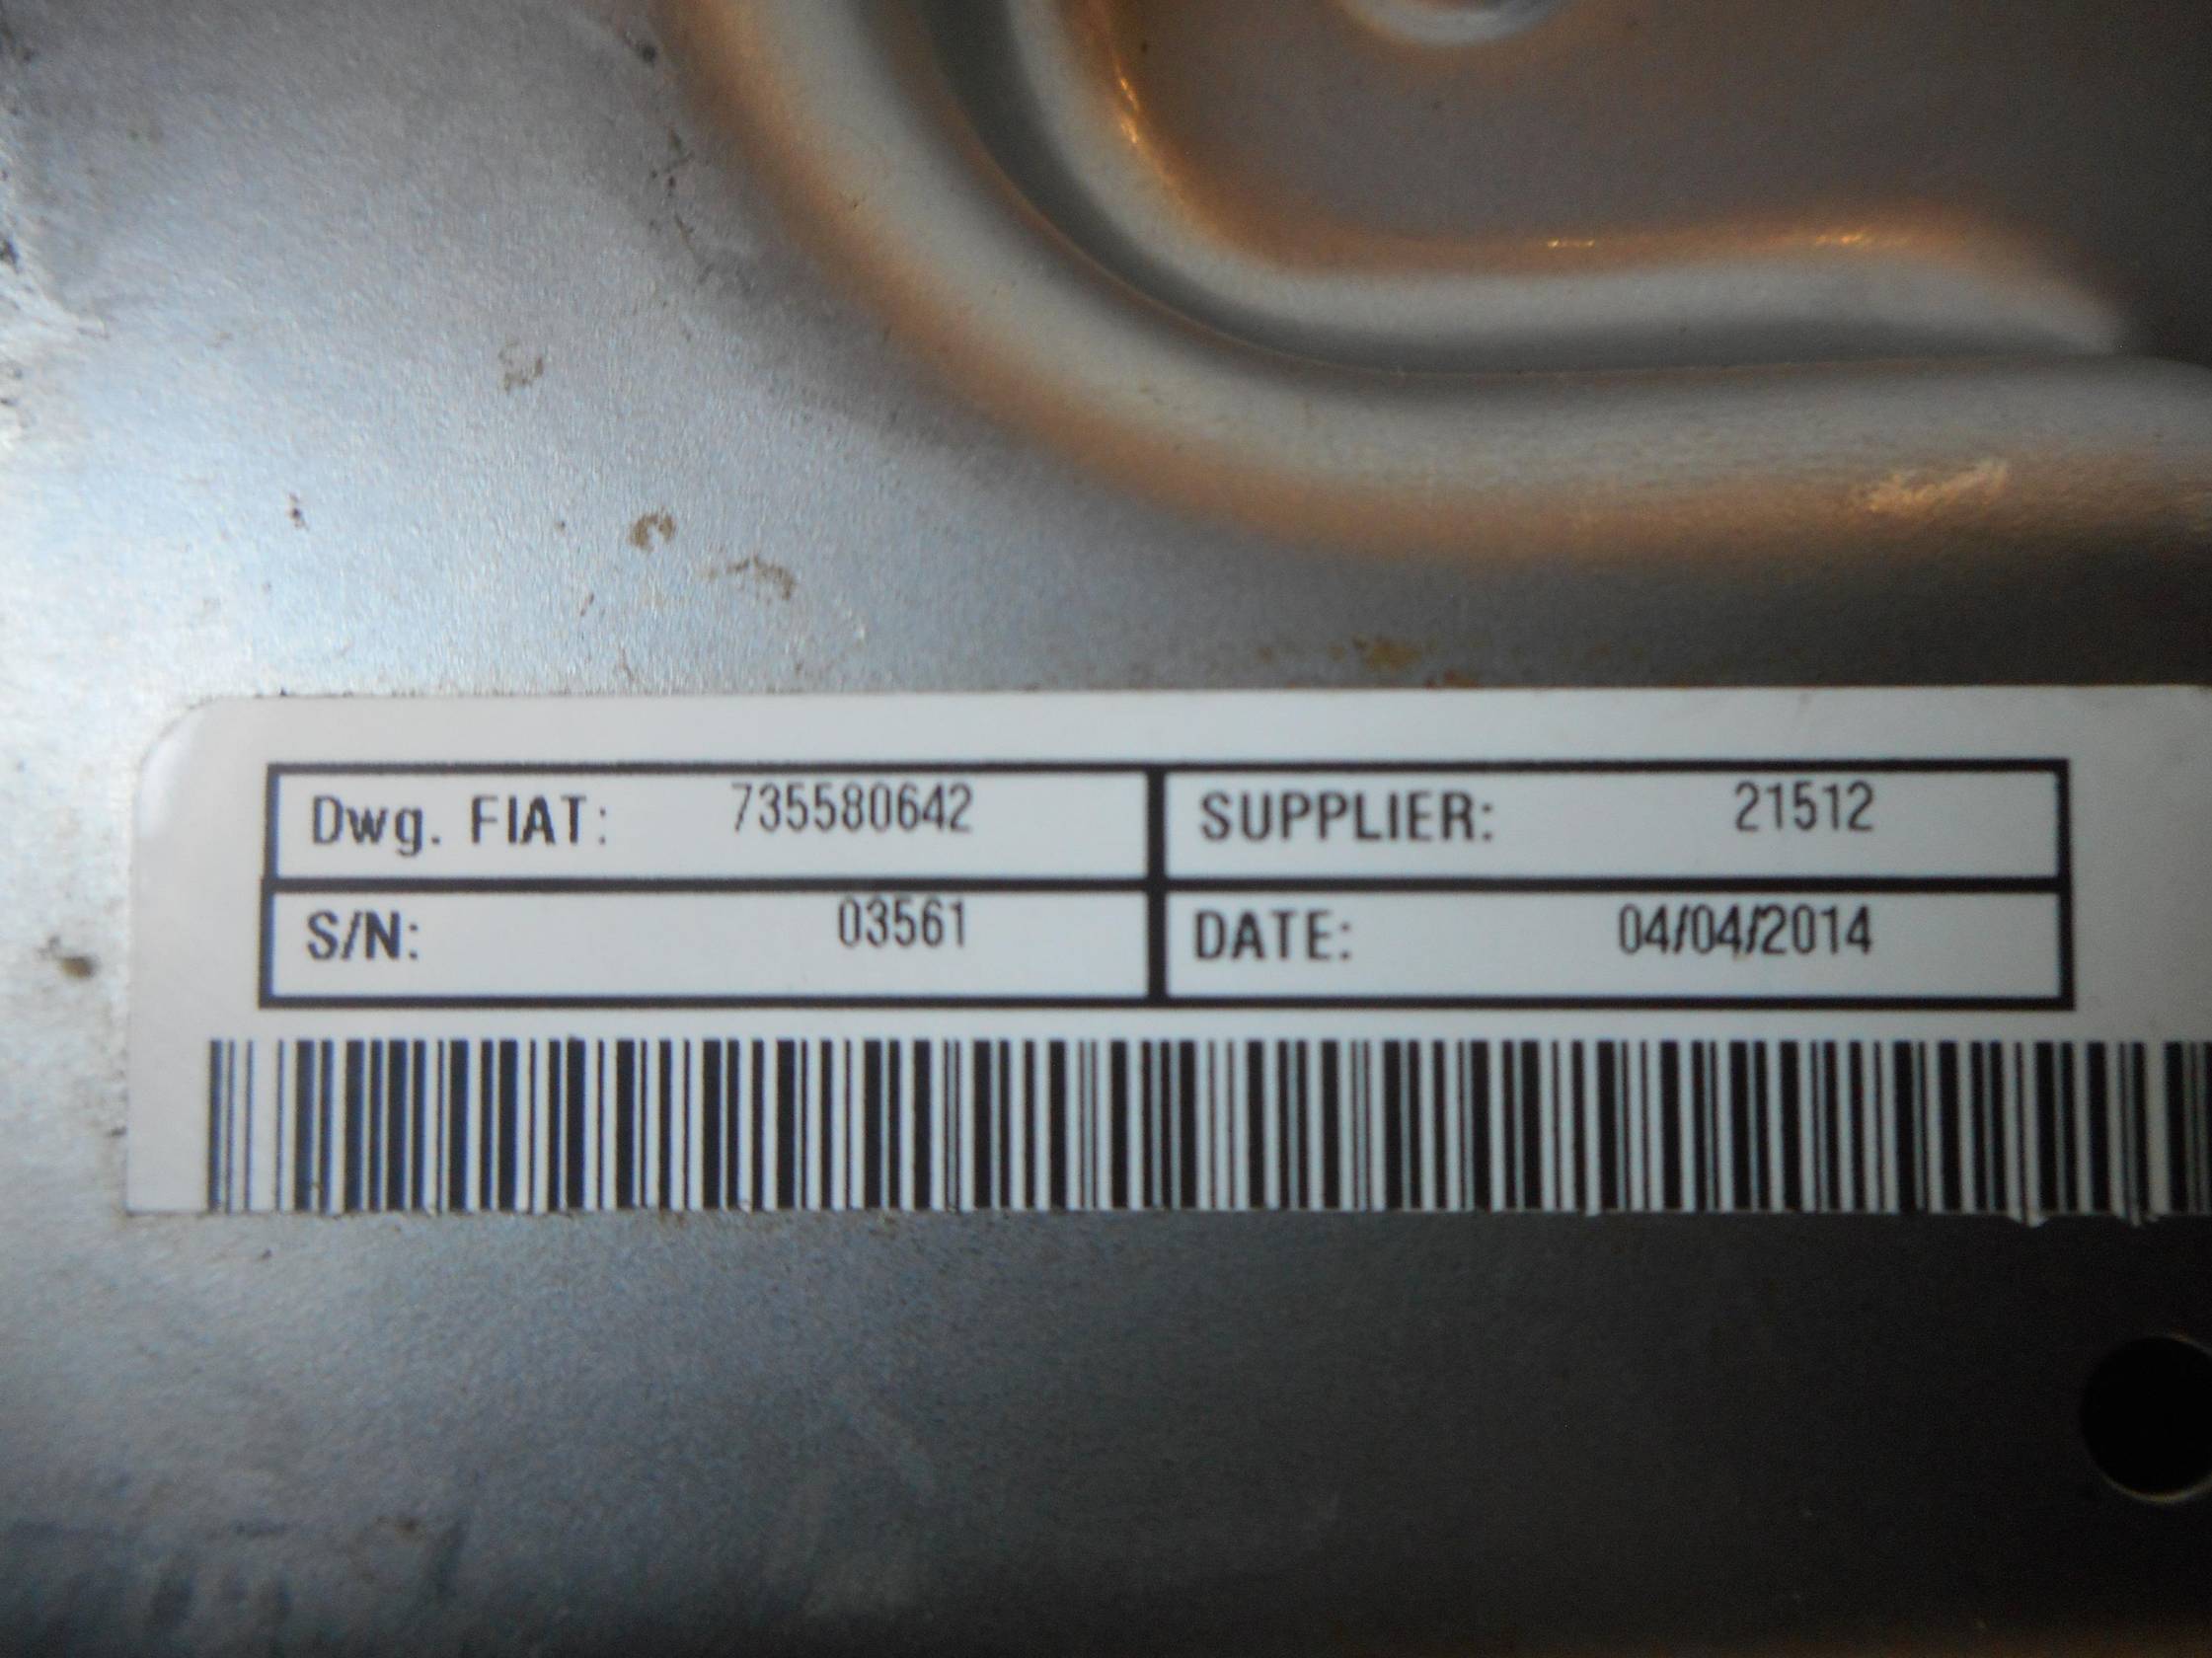 Dwg. FIAT: 735580642 SUPPLIER: 21512
S/N: 03561 DATE: 04/04/2014